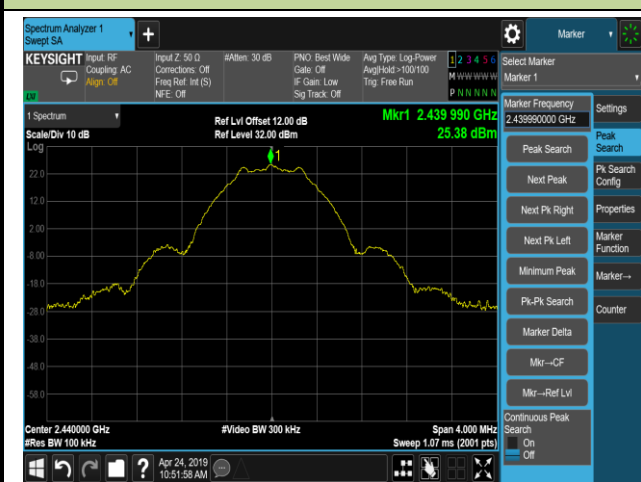 Spectrum Analyzer 1
Swept SA
Marker
KEYSIGHT
Input: RF
Coupling: AC
Align: Off
Input Z: 50 Ω
Corrections: Off
Freq Ref: Int (S)
NFE: Off
#Atten: 30 dB
PNO: Best Wide
Gate: Off
IF Gain: Low
Sig Track: Off
Avg Type: Log-Power
Avg|Hold:>100/100
Trig: Free Run
1 2 3 4 5 6
M W W W W W
P N N N N N
Select Marker
Marker 1
LXI
1 Spectrum
Ref Lvl Offset 12.00 dB
Mkr1 2.439 990 GHz
Scale/Div 10 dB
Ref Level 32.00 dBm
25.38 dBm
Log
1
22.0
12.0
2.00
-8.00
-18.0
-28.0
-38.0
-48.0
-58.0
Center 2.440000 GHz
#Video BW 300 kHz
Span 4.000 MHz
#Res BW 100 kHz
Sweep 1.07 ms (2001 pts)
Marker Frequency
2.439990000 GHz
Peak Search
Next Peak
Next Pk Right
Next Pk Left
Minimum Peak
Pk-Pk Search
Marker Delta
Mkr→CF
Mkr→Ref Lvl
Continuous Peak
Search
On
Off
Settings
Peak
Search
Pk Search
Config
Properties
Marker
Function
Marker→
Counter
?
Apr 24, 2019
10:51:58 AM